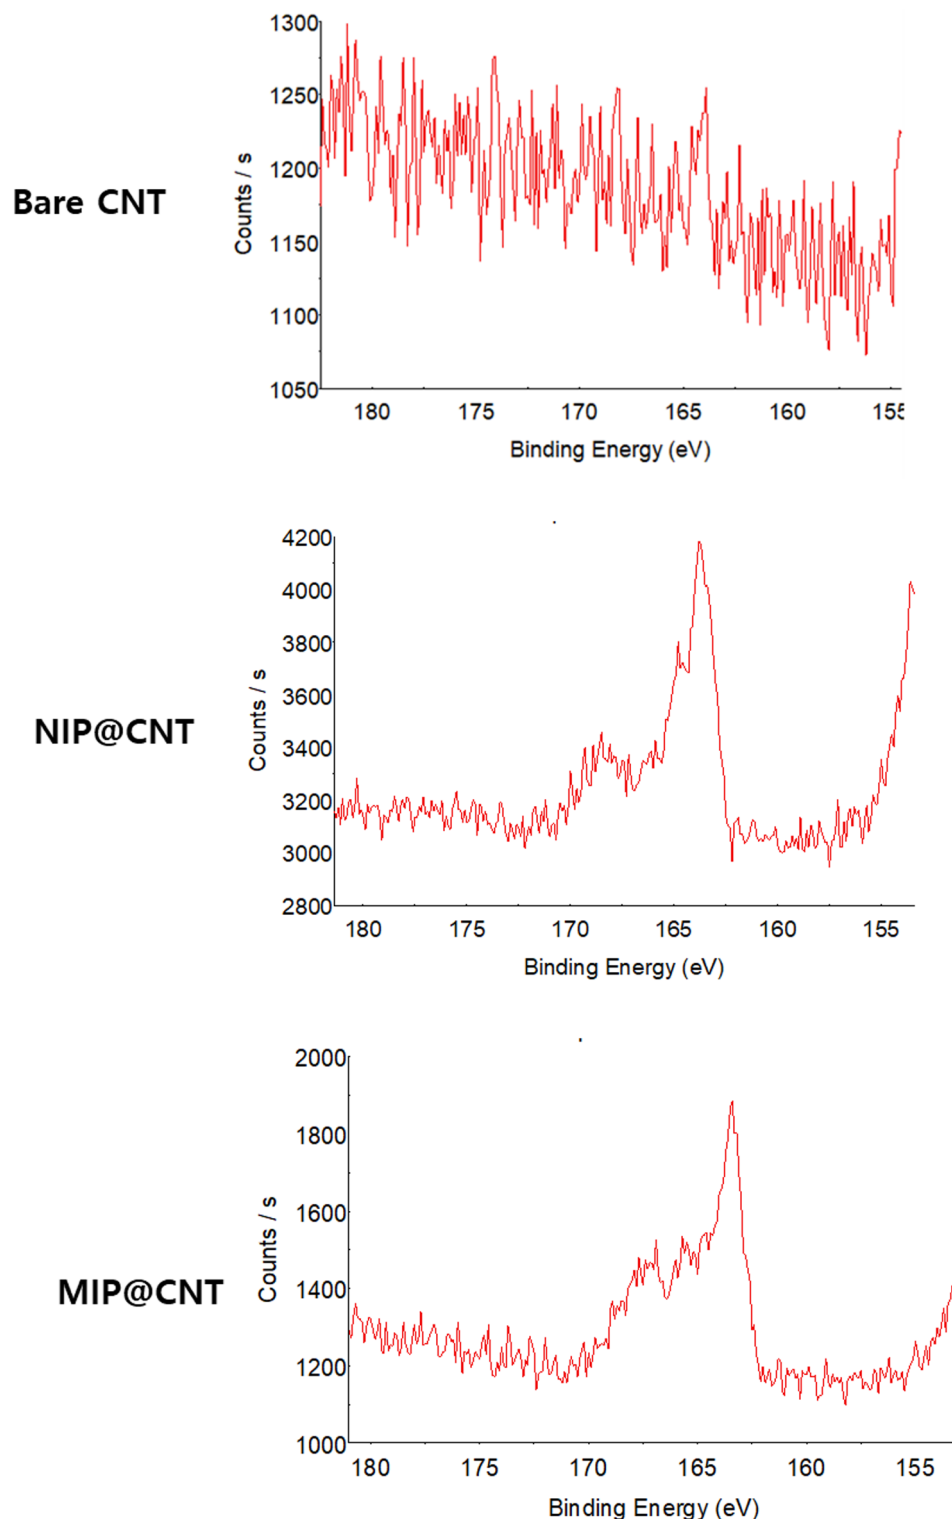 1300
1250
1200
1150
1100
1050
Counts / s
Bare CNT
180 175 170 165 160 155
Binding Energy (eV)
4200
4000
3800
3600
3400
3200
3000
2800
Counts / s
NIP@CNT
180 175 170 165 160 155
Binding Energy (eV)
2000
1800
1600
1400
1200
1000
Counts / s
MIP@CNT
180 175 170 165 160 155
Binding Energy (eV)